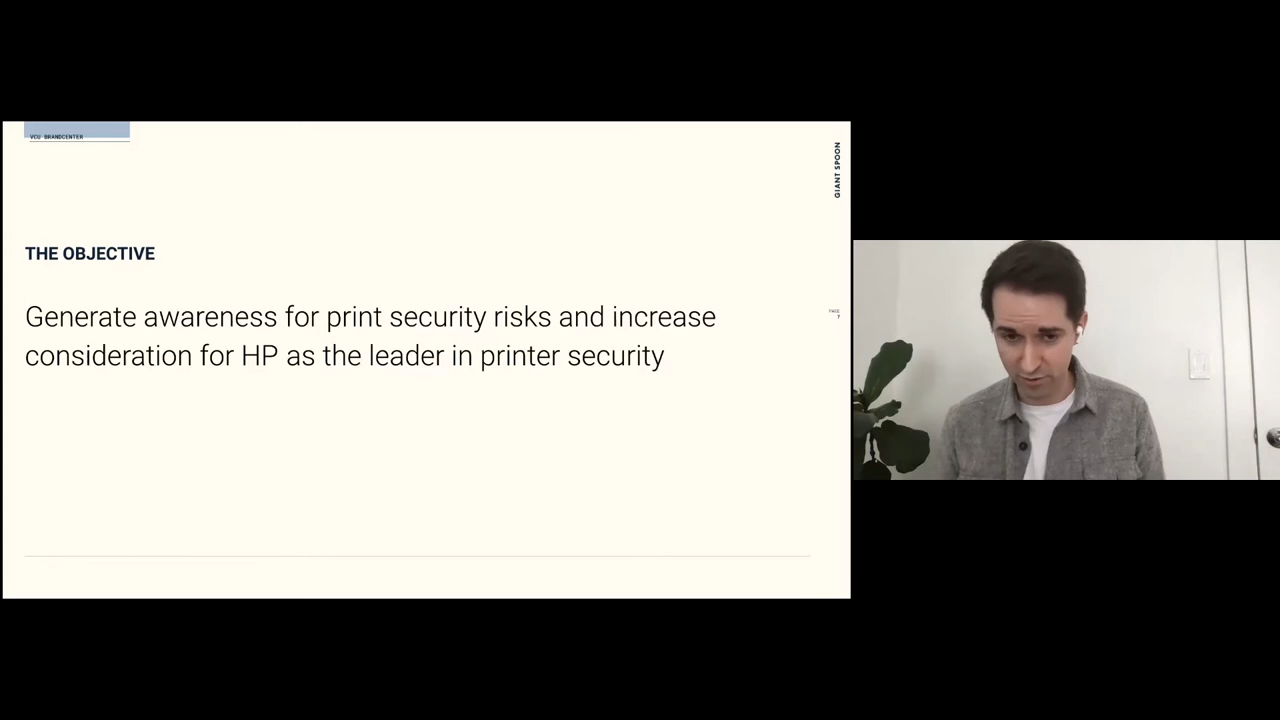 VCU BRANDCENTER
GIANT SPOON
THE OBJECTIVE
Generate awareness for print security risks and increase
consideration for HP as the leader in printer security